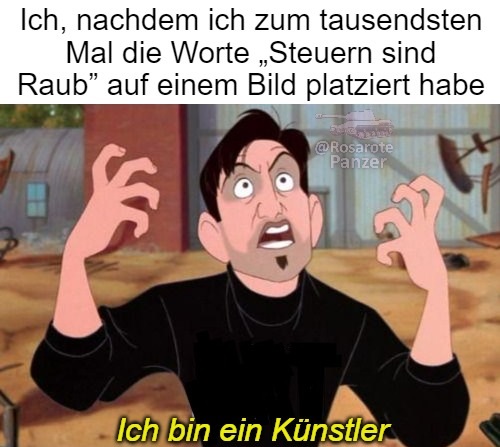 Ich, nachdem ich zum tausendsten
Mal die Worte „Steuern sind
Raub” auf einem Bild platziert habe
@Rosarote
Panzer
Ich bin ein Künstler